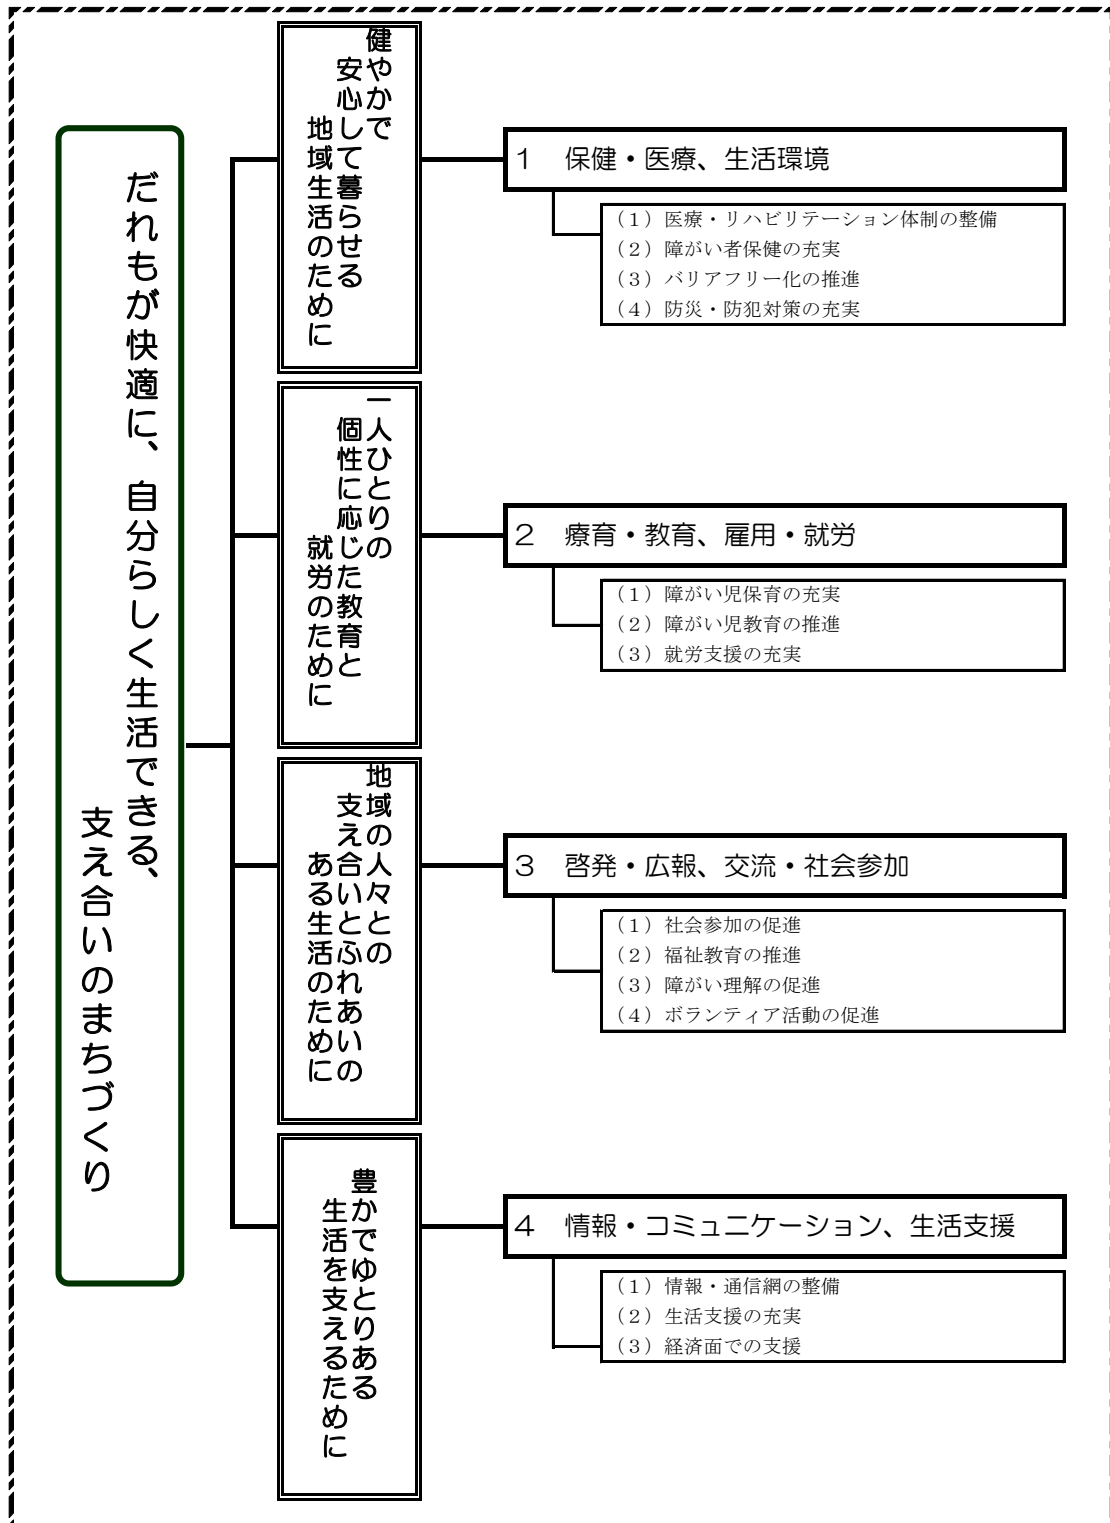 だれもが快適に、自分らしく生活できる、
支え合いのまちづくり
健やかで
安心して暮らせる
地域生活のために
1　保健・医療、生活環境
（１）医療・リハビリテーション体制の整備
（２）障がい者保健の充実
（３）バリアフリー化の推進
（４）防災・防犯対策の充実
一人ひとりの
個性に応じた教育と
就労のために
2　療育・教育、雇用・就労
（１）障がい児保育の充実
（２）障がい児教育の推進
（３）就労支援の充実
地域の人々との
支え合いとふれあいの
ある生活のために
3　啓発・広報、交流・社会参加
（１）社会参加の促進
（２）福祉教育の推進
（３）障がい理解の促進
（４）ボランティア活動の促進
豊かでゆとりある
生活を支えるために
4　情報・コミュニケーション、生活支援
（１）情報・通信網の整備
（２）生活支援の充実
（３）経済面での支援